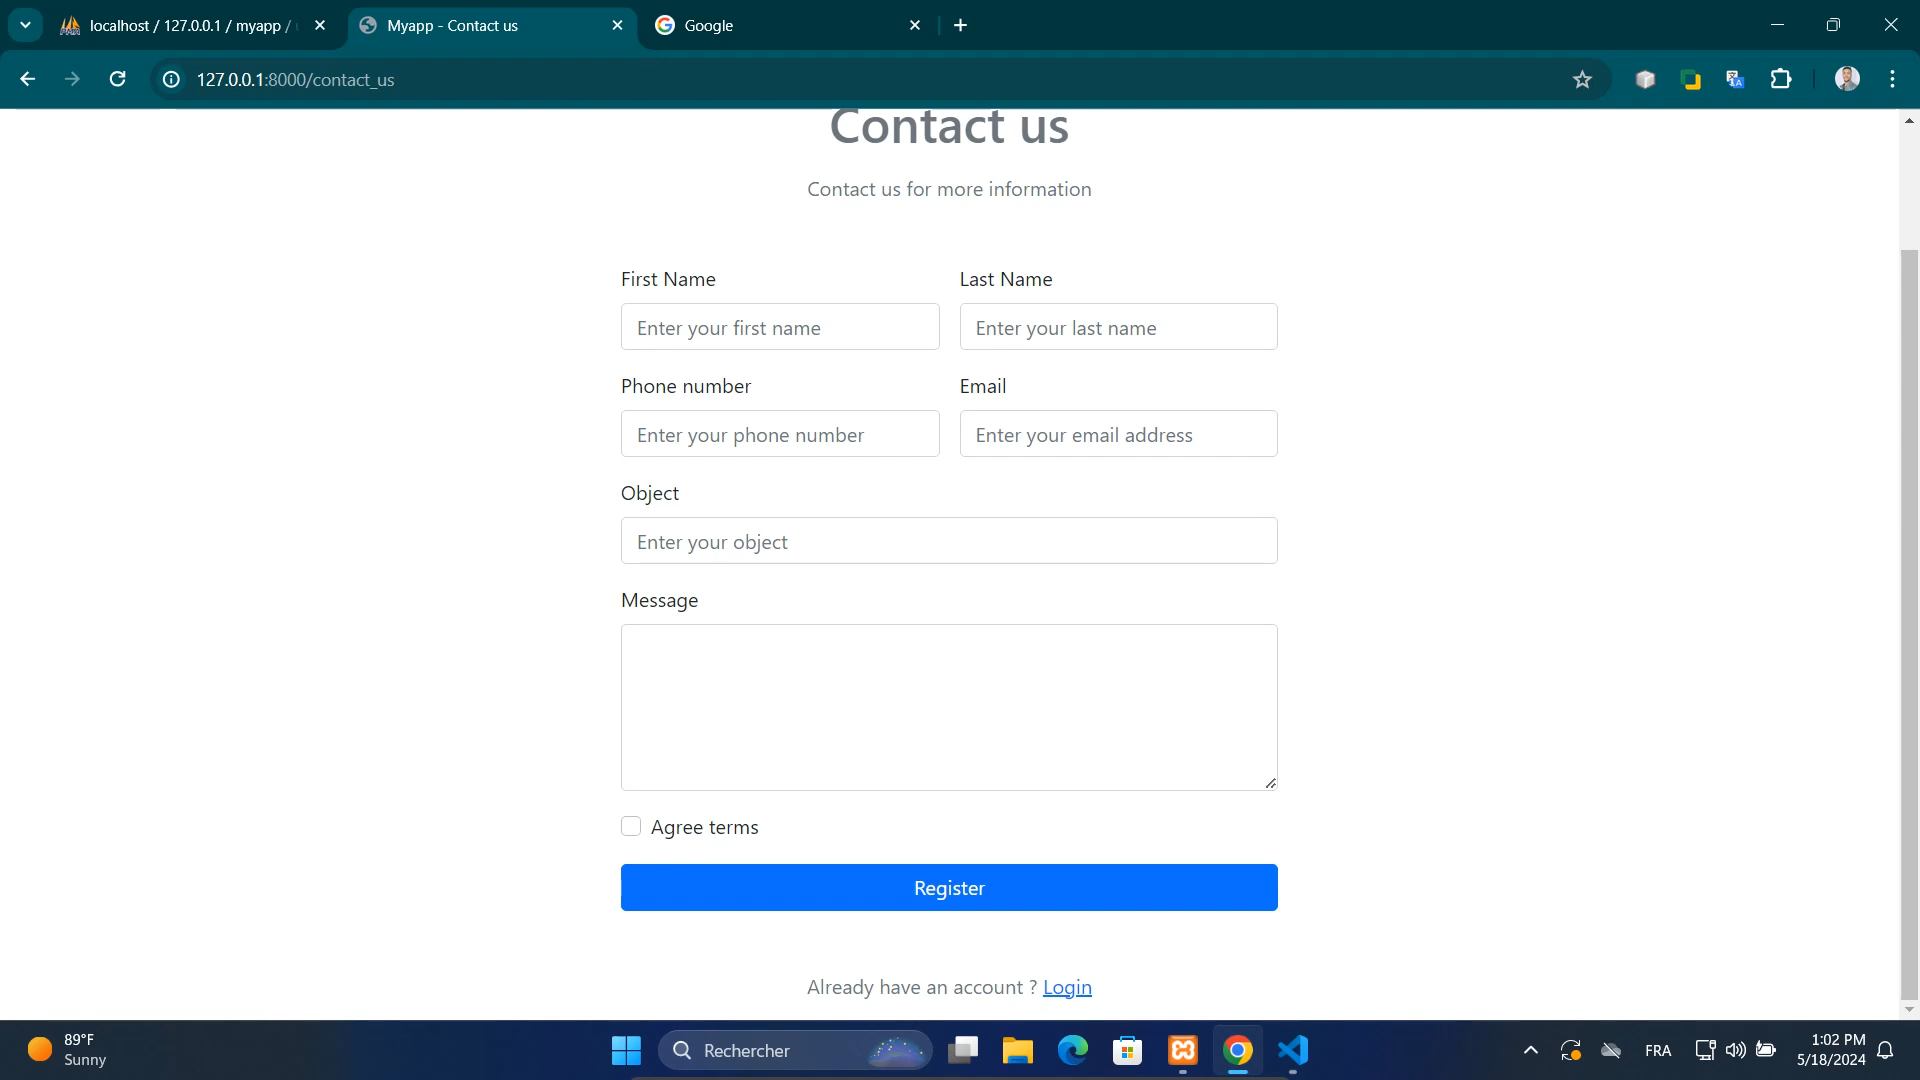 localhost / 127.0.0.1 / myapp /
Myapp - Contact us
Google
127.0.0.1:8000/contact_us
Contact us
Contact us for more information
First Name
Last Name
Enter your first name
Enter your last name
Phone number
Email
Enter your phone number
Enter your email address
Object
Enter your object
Message
Agree terms
Register
Already have an account ? Login
89°F
Sunny
Rechercher
FRA
1:02 PM
5/18/2024